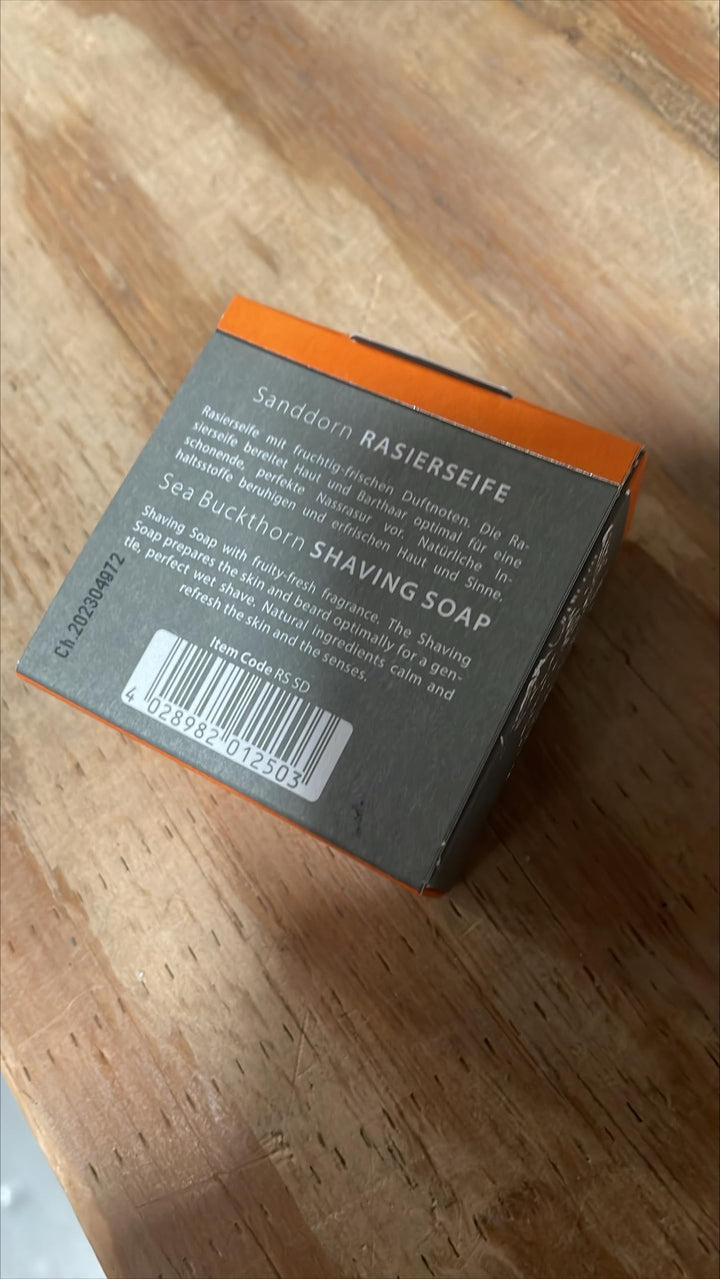 Sanddorn RASIERSEIFE
Rasierseife mit fruchtig-frischen Duftnoten. Die Ra-
sierseife bereitet Haut und Barthaar optimal für eine
schonende, perfekte Nassrasur vor. Natürliche In-
haltsstoffe beruhigen und erfrischen Haut und Sinne.
Sea Buckthorn SHAVING SOAP
Shaving Soap with fruity-fresh fragrance. The Shaving
Soap prepares the skin and beard optimally for a gen-
tle, perfect wet shave. Natural ingredients calm and
refresh the skin and the senses.
Item Code RS SD
4 028982 012503
Ch.202304972